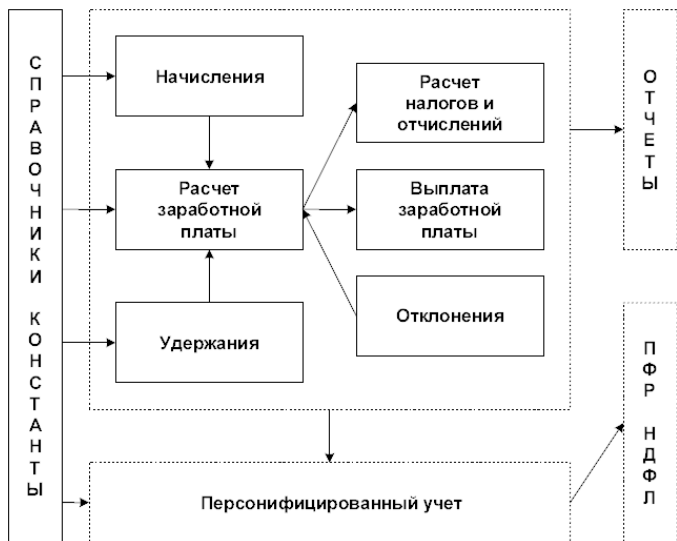 СПРАВОЧНИКИ КОНСТАНТЫ
Начисления
Расчет
заработной
платы
Удержания
Расчет
налогов и
отчислений
Выплата
заработной
платы
Отклонения
Персонифицированный учет
ОТЧЕТЫ
ПФР НДФЛ